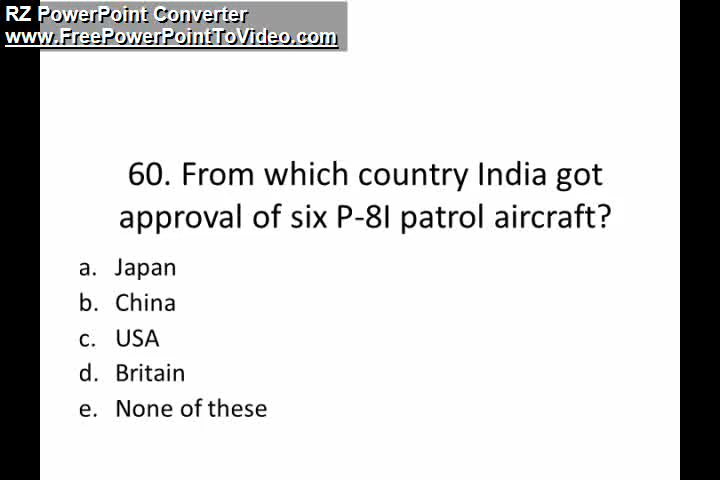 RZ PowerPoint Converter
www.FreePowerPointToVideo.com
60. From which country India got
approval of six P-8I patrol aircraft?
a. Japan
b. China
c. USA
d. Britain
e. None of these